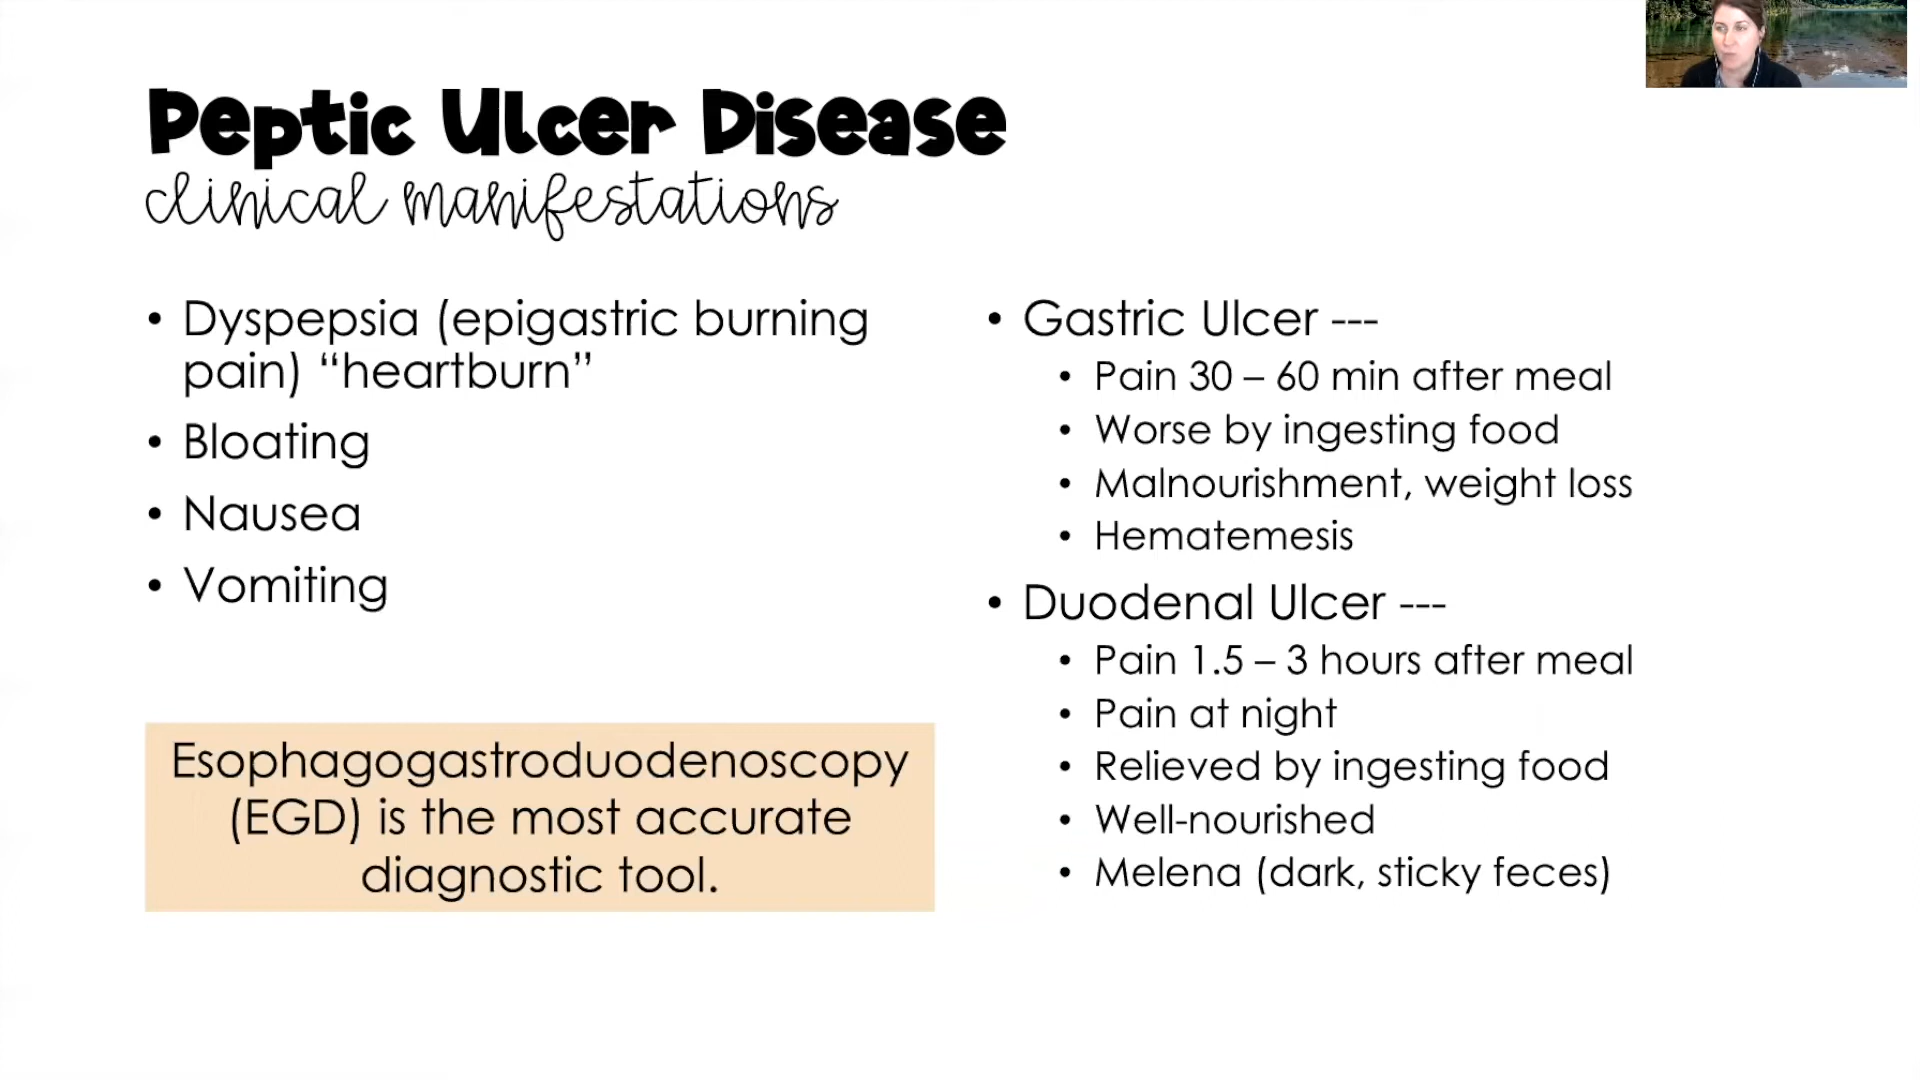 Peptic Ulcer Disease
clinical manifestations
• Dyspepsia (epigastric burning
pain) “heartburn”
• Bloating
• Nausea
• Vomiting
Esophagogastroduodenoscopy
(EGD) is the most accurate
diagnostic tool.
• Gastric Ulcer ---
• Pain 30 – 60 min after meal
• Worse by ingesting food
• Malnourishment, weight loss
• Hematemesis
• Duodenal Ulcer ---
• Pain 1.5 – 3 hours after meal
• Pain at night
• Relieved by ingesting food
• Well-nourished
• Melena (dark, sticky feces)